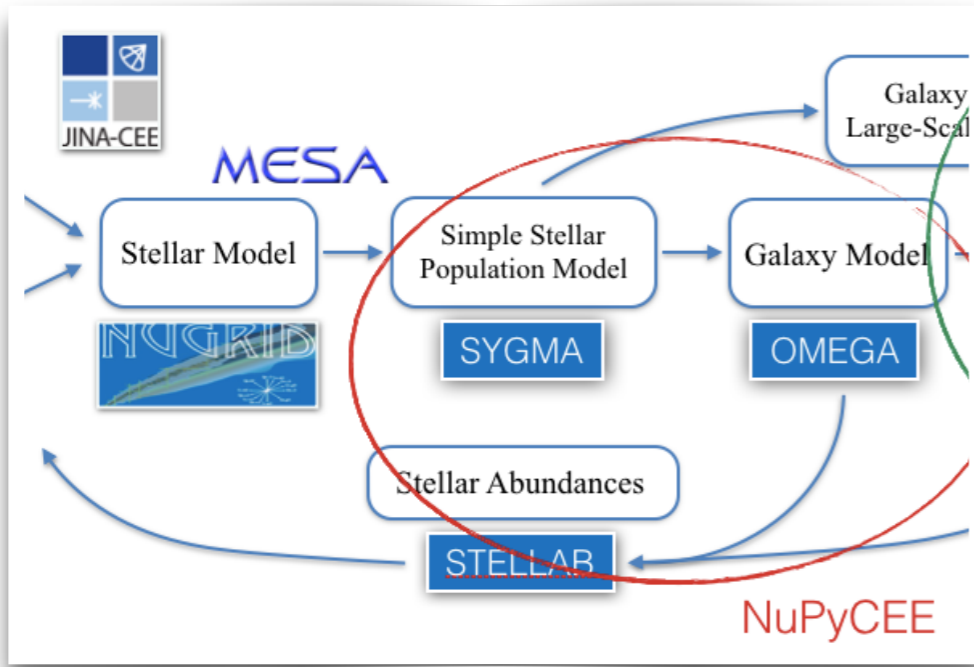 JINA-CEE
MESA
Galaxy
Large-Scal
Stellar Model
Simple Stellar
Population Model
Galaxy Model
NUGRID
SYGMA
OMEGA
Stellar Abundances
STELLAB
NuPyCEE